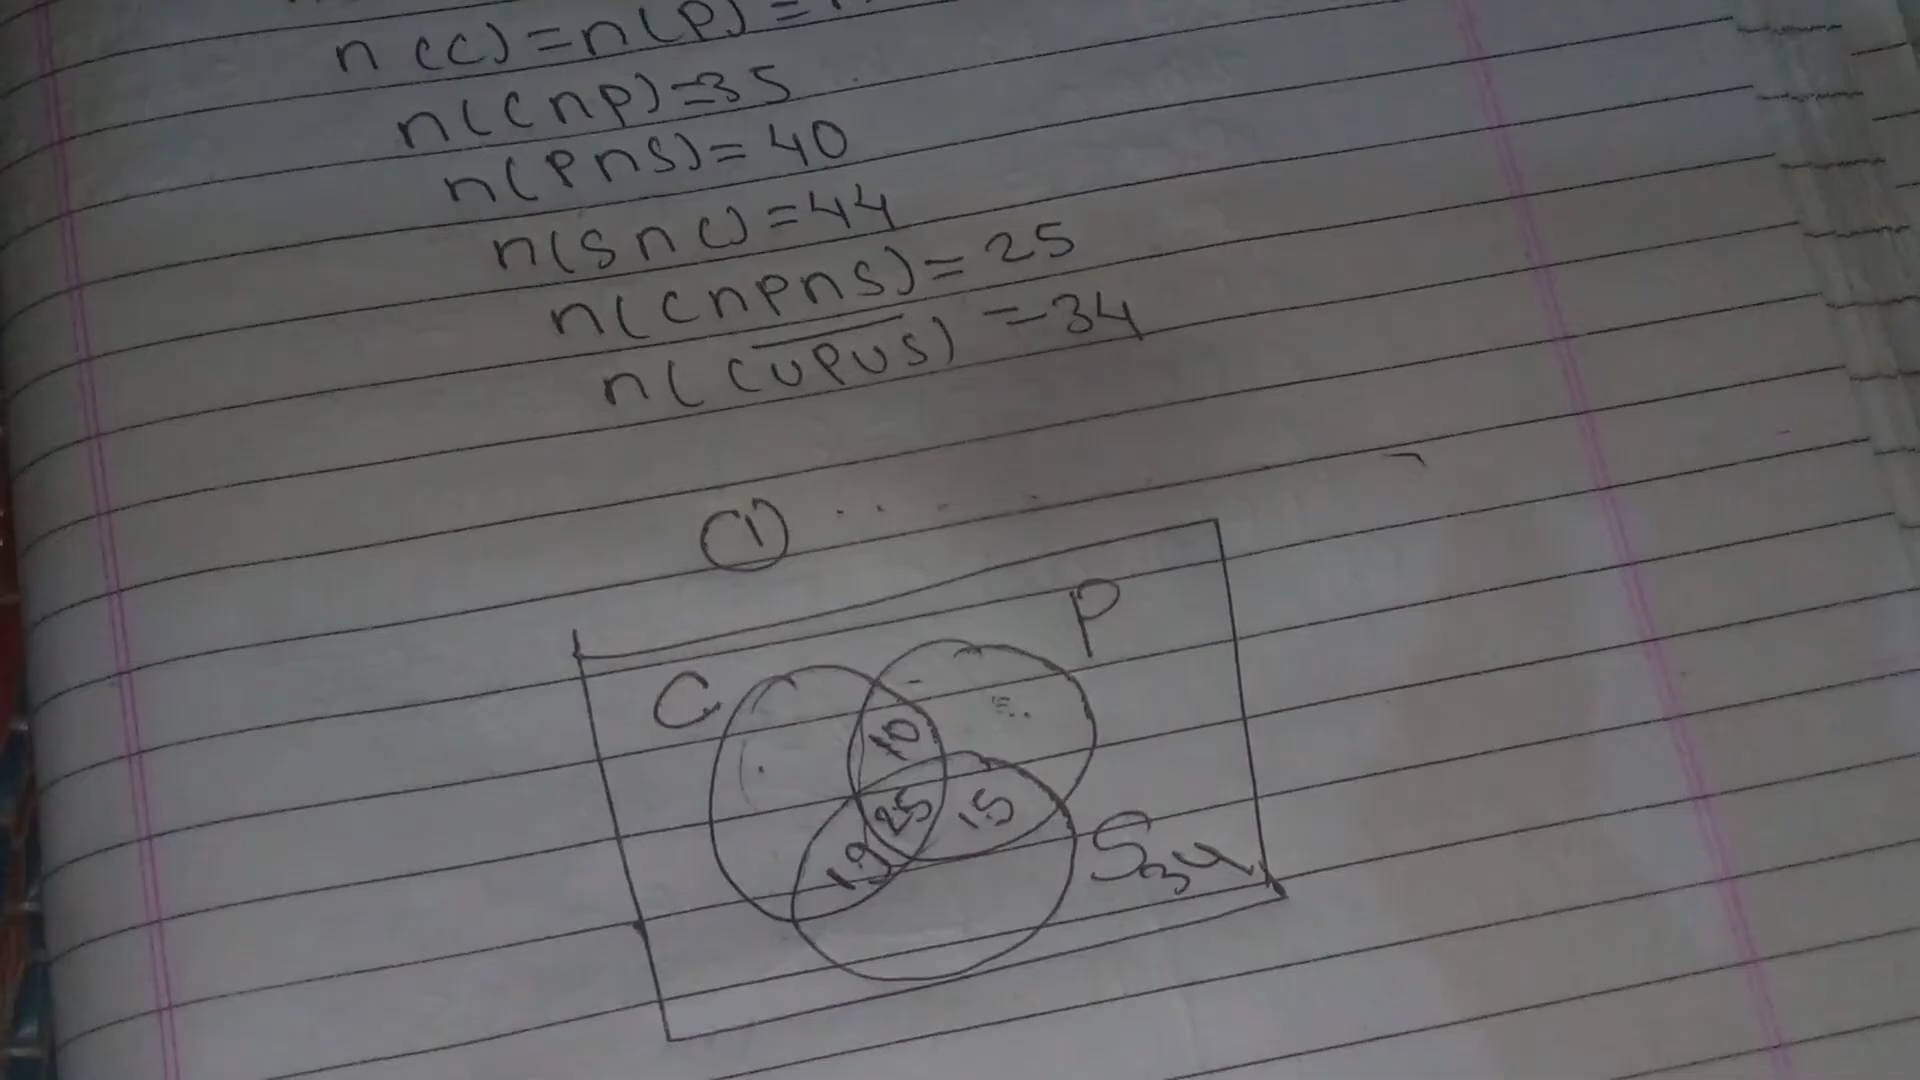 n(C)=n(P)=
n(C∩P)=35
n(P∩S)=40
n(S∩C)=44
n(C∩P∩S)=25
n(C̅U̅P̅U̅S̅)=34
①
P
C
10
25
15
19
S
34